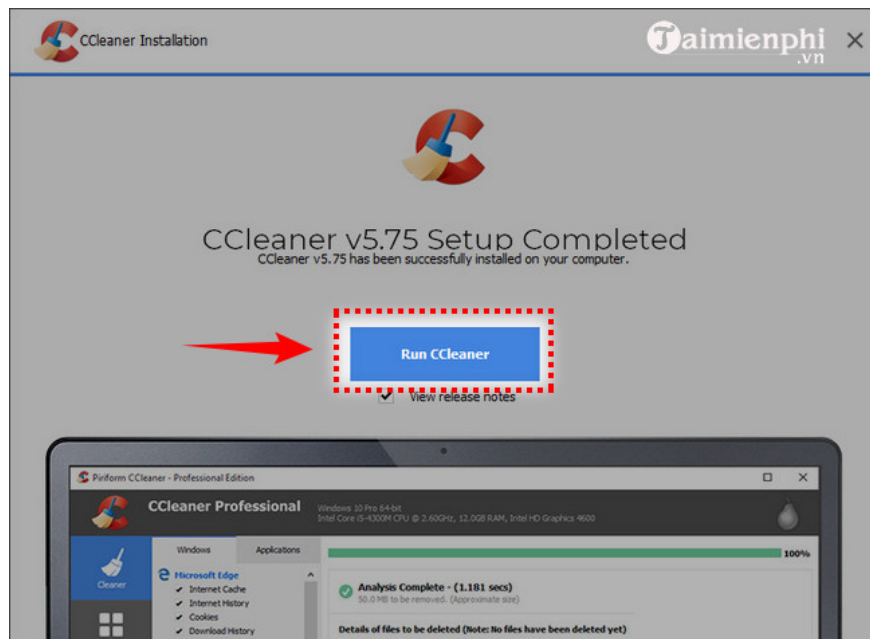 CCleaner Installation
Taimienphi
.vn
CCleaner v5.75 Setup Completed
CCleaner v5.75 has been successfully installed on your computer.
Run CCleaner
View release notes
Piriform CCleaner - Professional Edition
CCleaner Professional
Windows 10 Pro 64-bit
Intel Core i5-4300M CPU @ 2.60GHz, 12.0GB RAM, Intel HD Graphics 4600
Cleaner
Windows
Applications
100%
Microsoft Edge
Internet Cache
Internet History
Cookies
Download History
Analysis Complete - (1.181 secs)
50.0 MB to be removed. (Approximate size)
Details of files to be deleted (Note: No files have been deleted yet)